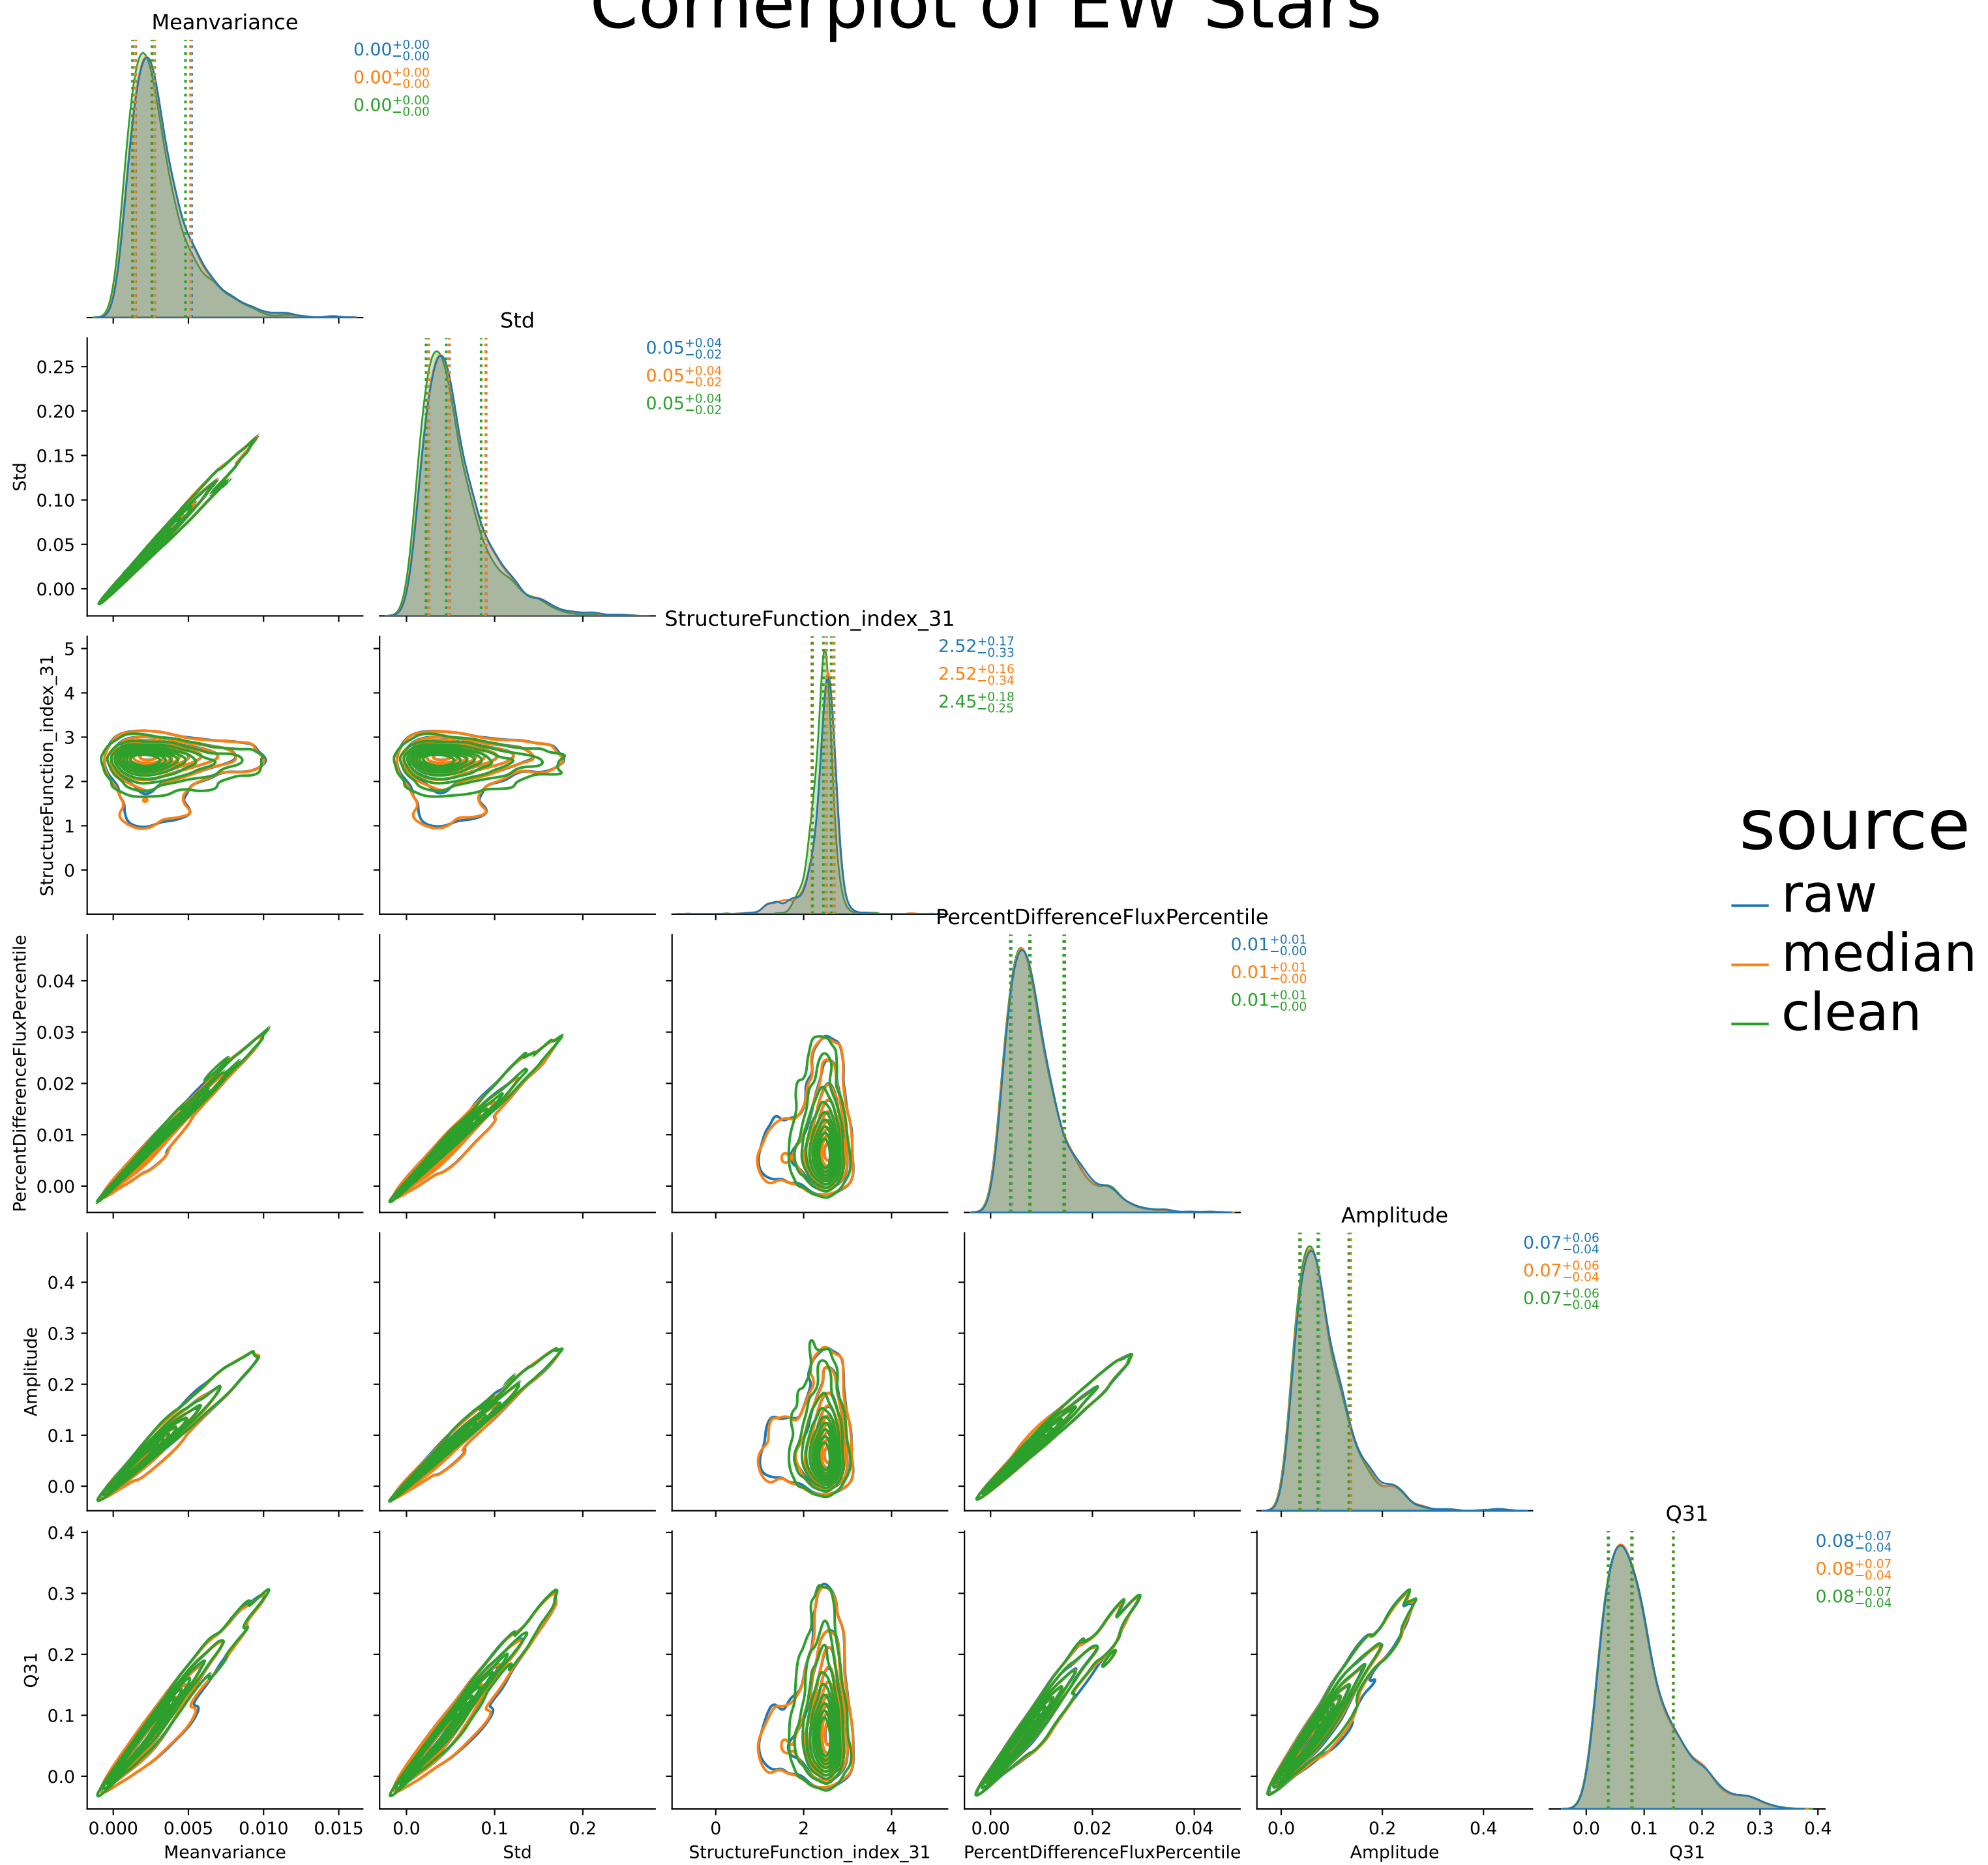 Cornerplot of EW Stars
Meanvariance
0.00+0.00−0.00
0.00+0.00−0.00
0.00+0.00−0.00
Std
0.05+0.04−0.02
0.05+0.04−0.02
0.05+0.04−0.02
Std
0.25
0.20
0.15
0.10
0.05
0.00
StructureFunction_index_31
2.52+0.17−0.33
2.52+0.16−0.34
2.45+0.18−0.25
StructureFunction_index_31
5
4
3
2
1
0
source
raw
median
clean
PercentDifferenceFluxPercentile
0.01+0.01−0.00
0.01+0.01−0.00
0.01+0.01−0.00
PercentDifferenceFluxPercentile
0.04
0.03
0.02
0.01
0.00
Amplitude
0.07+0.06−0.04
0.07+0.06−0.04
0.07+0.06−0.04
Amplitude
0.4
0.3
0.2
0.1
0.0
Q31
0.08+0.07−0.04
0.08+0.07−0.04
0.08+0.07−0.04
Q31
0.4
0.3
0.2
0.1
0.0
0.000 0.005 0.010 0.015
0.0 0.1 0.2
0 2 4
0.00 0.02 0.04
0.0 0.2 0.4
0.0 0.1 0.2 0.3 0.4
Meanvariance
Std
StructureFunction_index_31
PercentDifferenceFluxPercentile
Amplitude
Q31